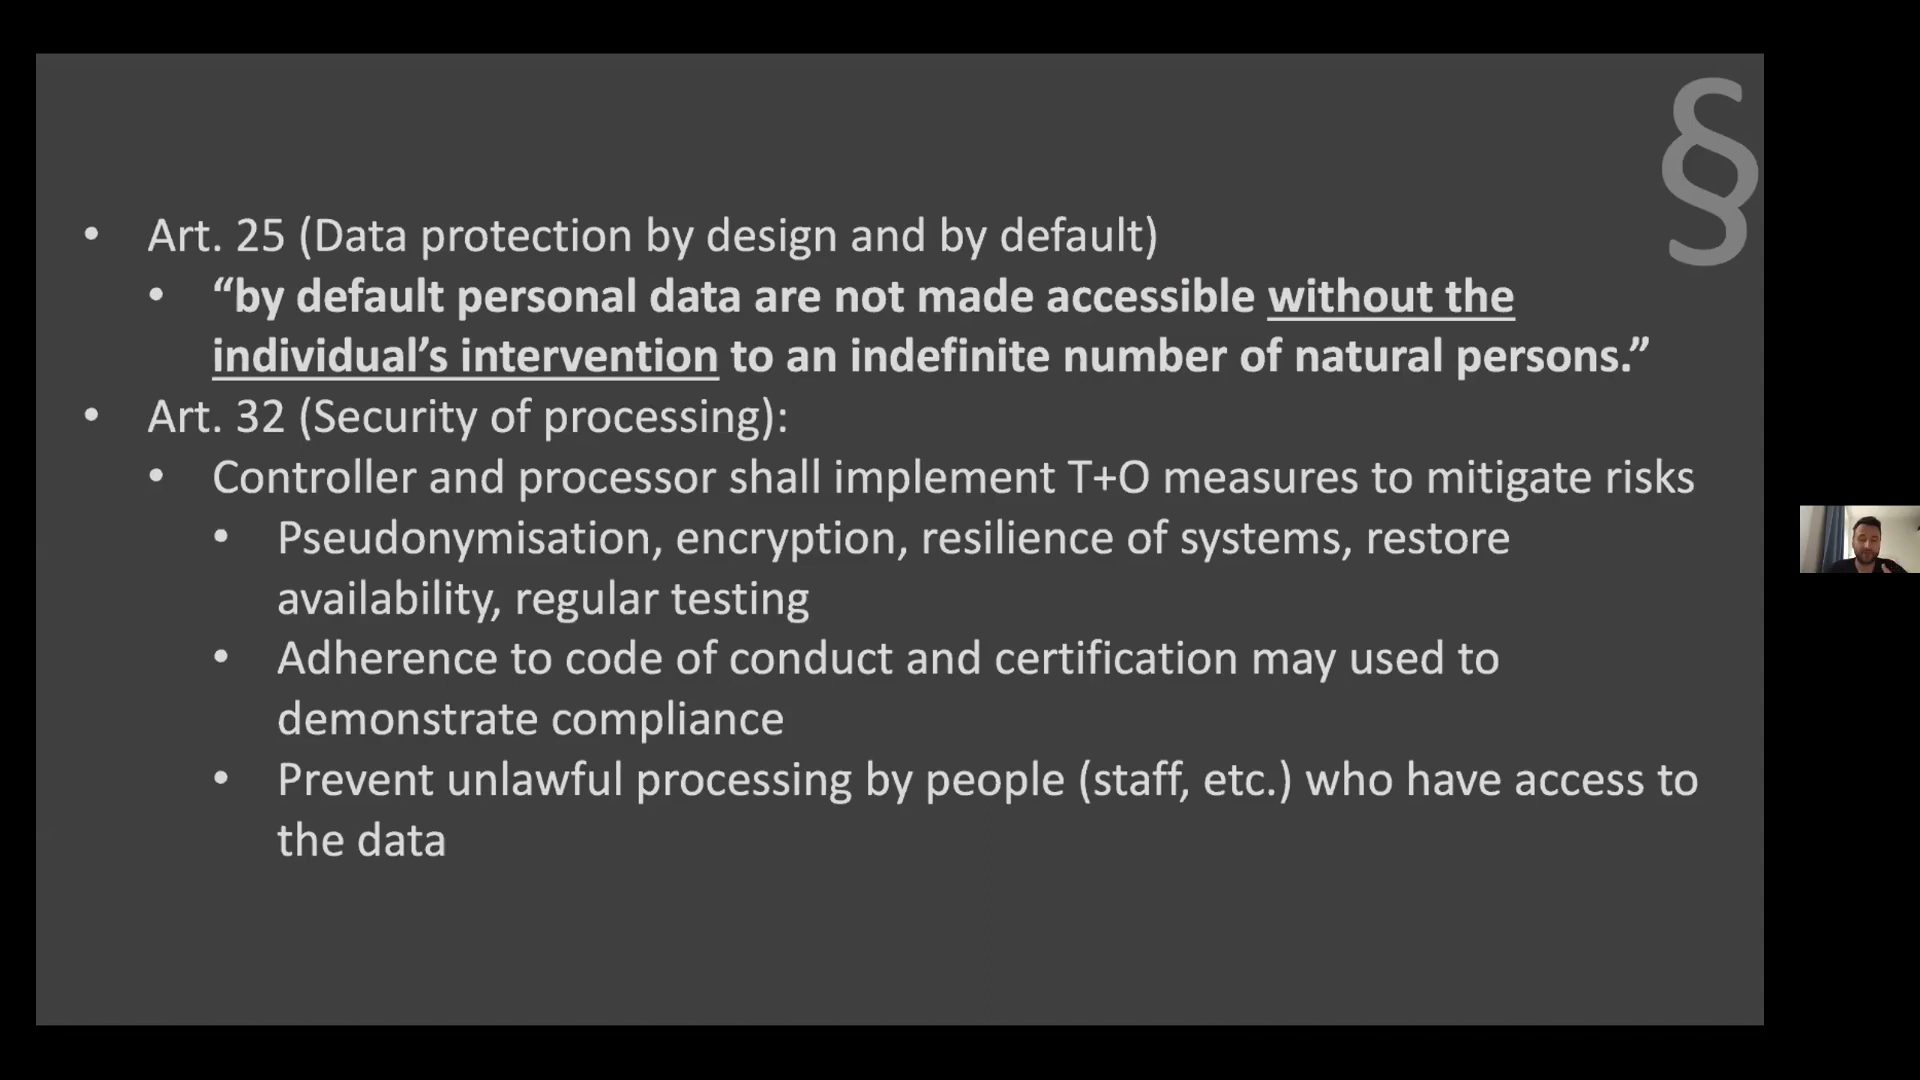 §
• Art. 25 (Data protection by design and by default)
• “by default personal data are not made accessible without the
individual’s intervention to an indefinite number of natural persons.”
• Art. 32 (Security of processing):
• Controller and processor shall implement T+O measures to mitigate risks
• Pseudonymisation, encryption, resilience of systems, restore
availability, regular testing
• Adherence to code of conduct and certification may used to
demonstrate compliance
• Prevent unlawful processing by people (staff, etc.) who have access to
the data